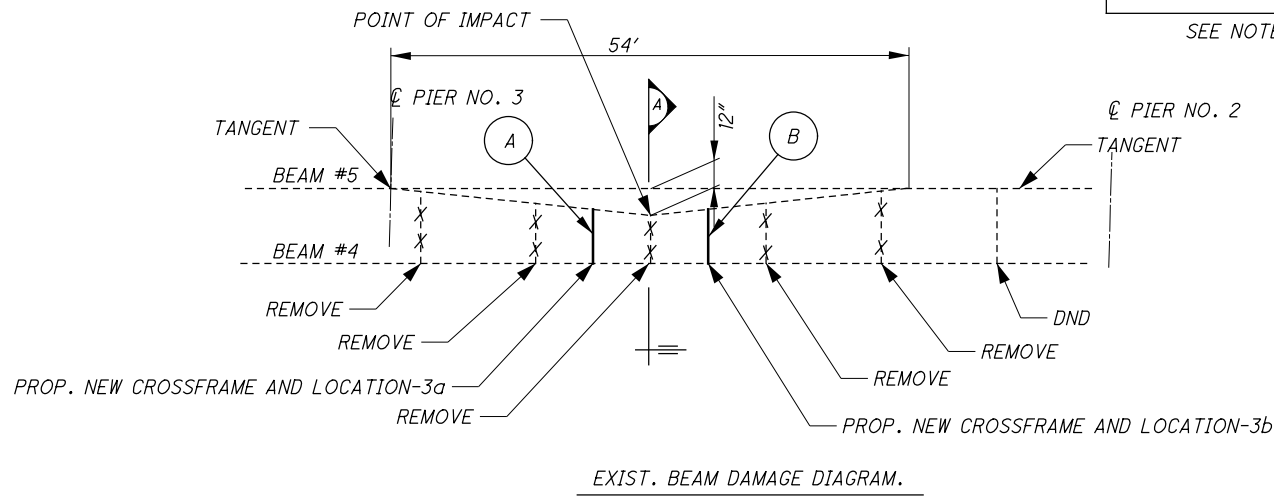 SEE NOTE
POINT OF IMPACT
54'
℄ PIER NO. 3
A
12"
℄ PIER NO. 2
TANGENT
A
B
TANGENT
BEAM #5
X
X
X
X
X
X
X
X
X
X
BEAM #4
REMOVE
DND
REMOVE
REMOVE
PROP. NEW CROSSFRAME AND LOCATION-3a
REMOVE
REMOVE
PROP. NEW CROSSFRAME AND LOCATION-3b
EXIST. BEAM DAMAGE DIAGRAM.